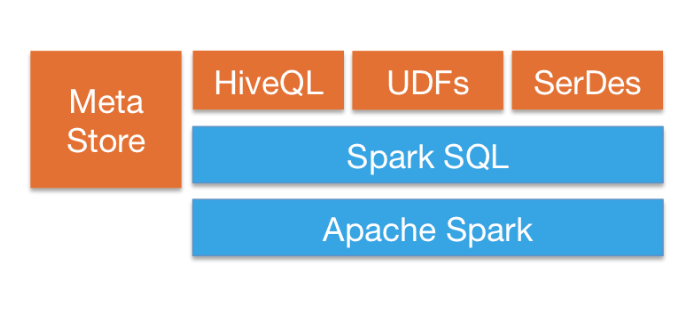 Meta
Store
HiveQL
UDFs
SerDes
Spark SQL
Apache Spark